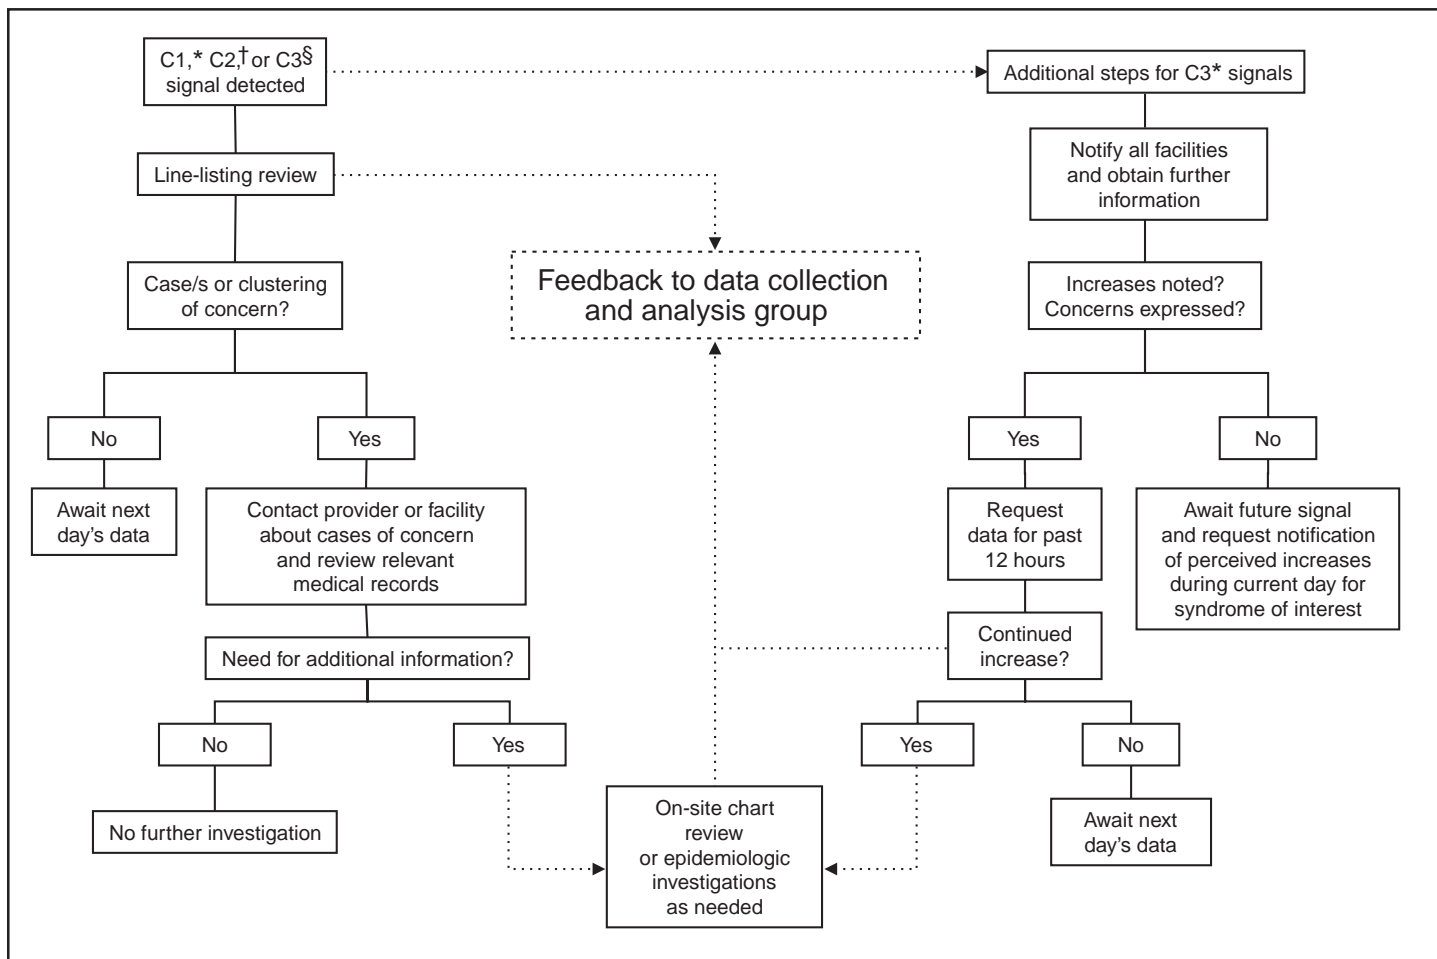 C1,* C2,† or C3§
signal detected
Additional steps for C3* signals
Line-listing review
Notify all facilities
and obtain further
information
Case/s or clustering
of concern?
Feedback to data collection
and analysis group
Increases noted?
Concerns expressed?
No
Yes
Yes
No
Await next
day's data
Contact provider or facility
about cases of concern
and review relevant
medical records
Request
data for past
12 hours
Await future signal
and request notification
of perceived increases
during current day for
syndrome of interest
Need for additional information?
Continued
increase?
No
Yes
Yes
No
No further investigation
On-site chart
review
or epidemiologic
investigations
as needed
Await next
day's data